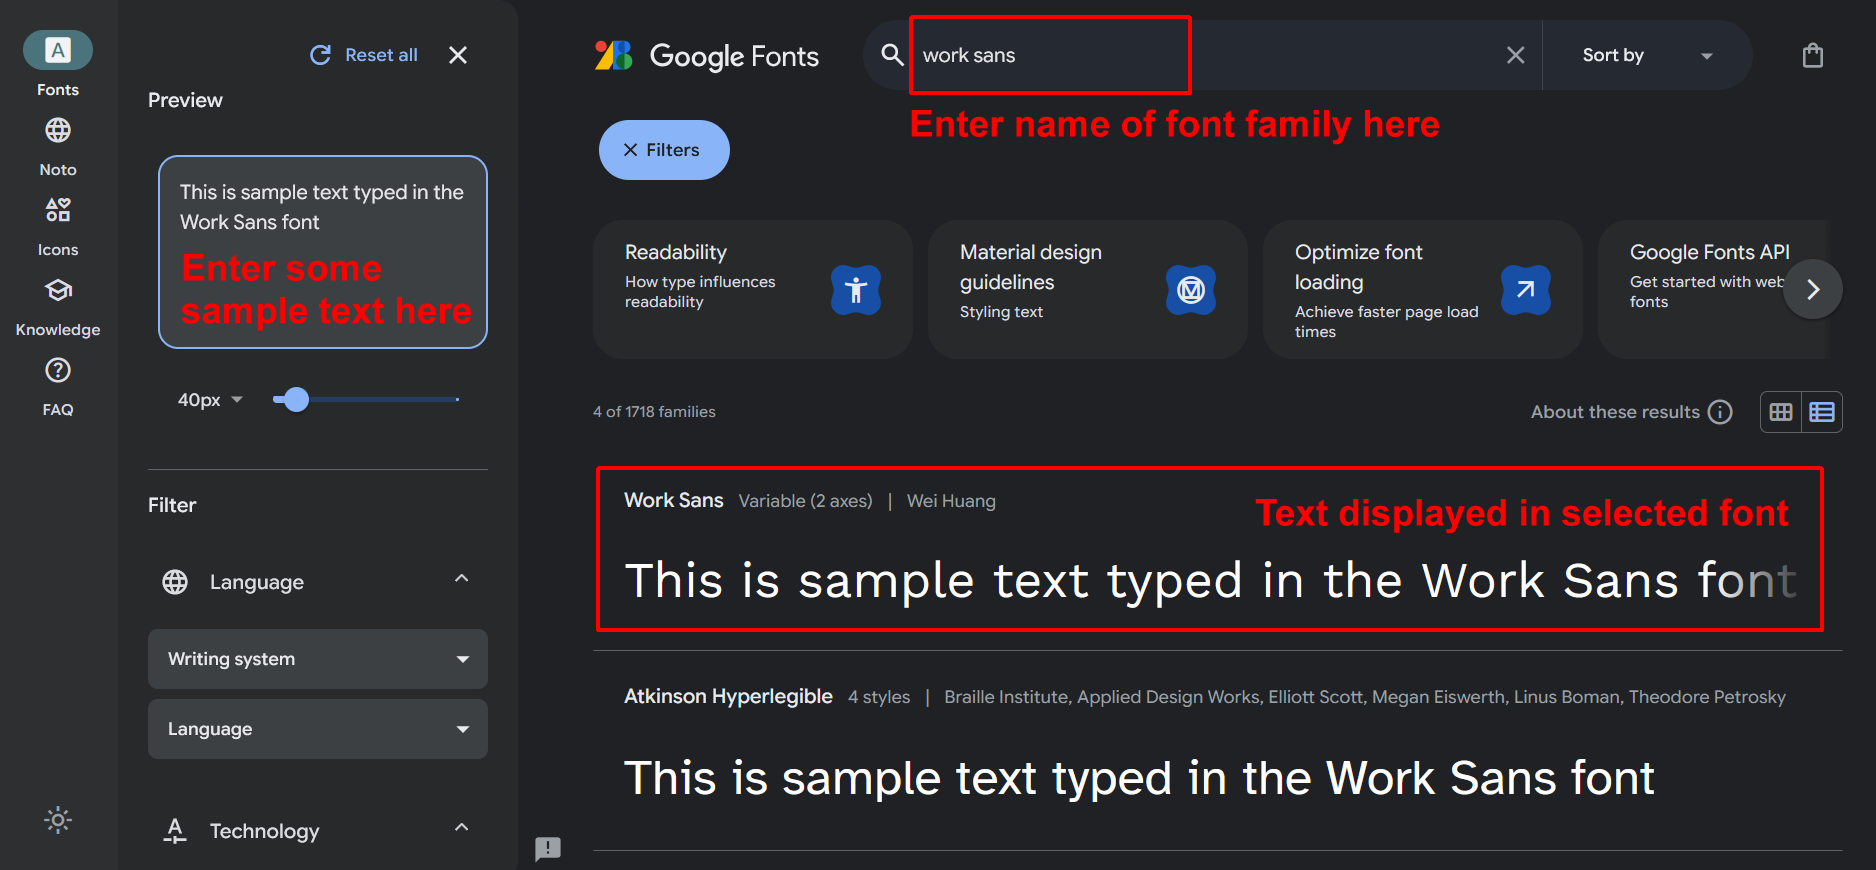 A
Fonts
Noto
Icons
Knowledge
?
FAQ
Reset all
Preview
This is sample text typed in the
Work Sans font
Enter some
sample text here
40px
Filter
Language
Writing system
Language
A
Technology
Google Fonts
work sans
Sort by
Enter name of font family here
Filters
Readability
How type influences
readability
Material design
guidelines
Styling text
M
Optimize font
loading
Achieve faster page load
times
Google Fonts API
Get started with web
fonts
4 of 1718 families
About these results
i
Work Sans Variable (2 axes) | Wei Huang
Text displayed in selected font
This is sample text typed in the Work Sans font
Atkinson Hyperlegible 4 styles | Braille Institute, Applied Design Works, Elliott Scott, Megan Eiswerth, Linus Boman, Theodore Petrosky
This is sample text typed in the Work Sans font
!